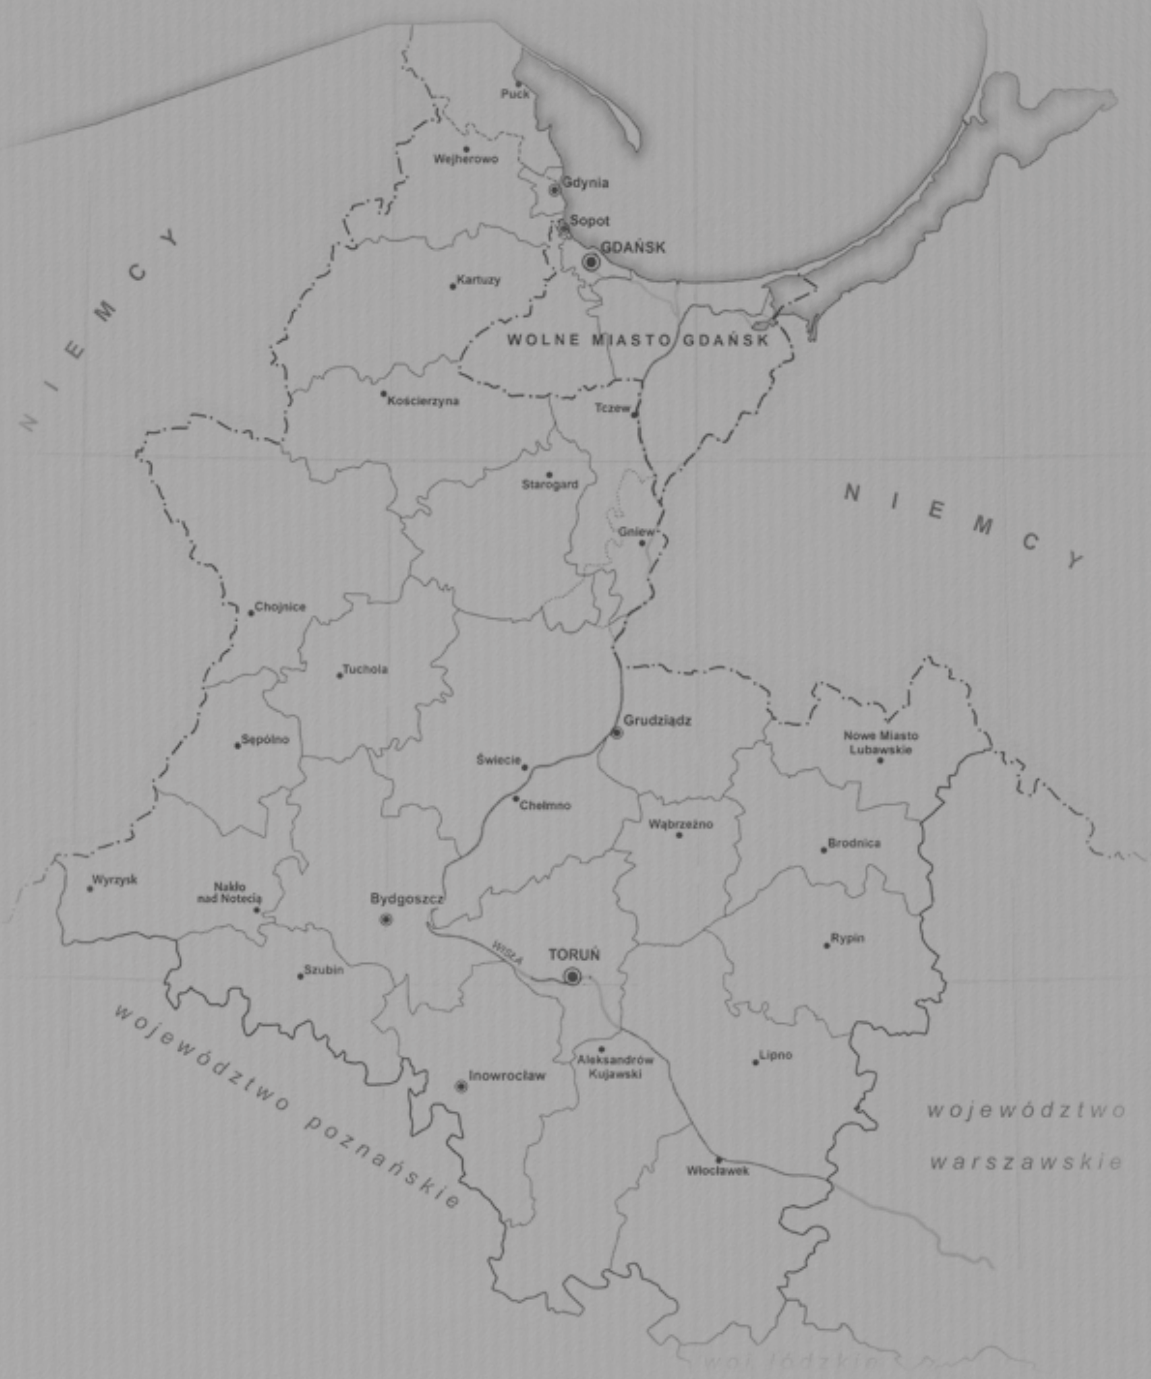 Puck
Wejherowo
Gdynia
Sopot
GDAŃSK
NIEMCY
Kartuzy
WOLNE MIASTO GDAŃSK
Kościerzyna
Tczew
Starogard
NIEMCY
Gniew
Chojnice
Tuchola
Grudziądz
Sępólno
Nowe Miasto
Lubawskie
Świecie
Chełmno
Wąbrzeźno
Brodnica
Wyrzysk
Nakło
nad Notecią
Bydgoszcz
WISŁA
TORUŃ
Rypin
Szubin
województwo poznańskie
Aleksandrów
Kujawski
Lipno
Inowrocław
województwo
warszawskie
Włocławek
woj. łódzkie